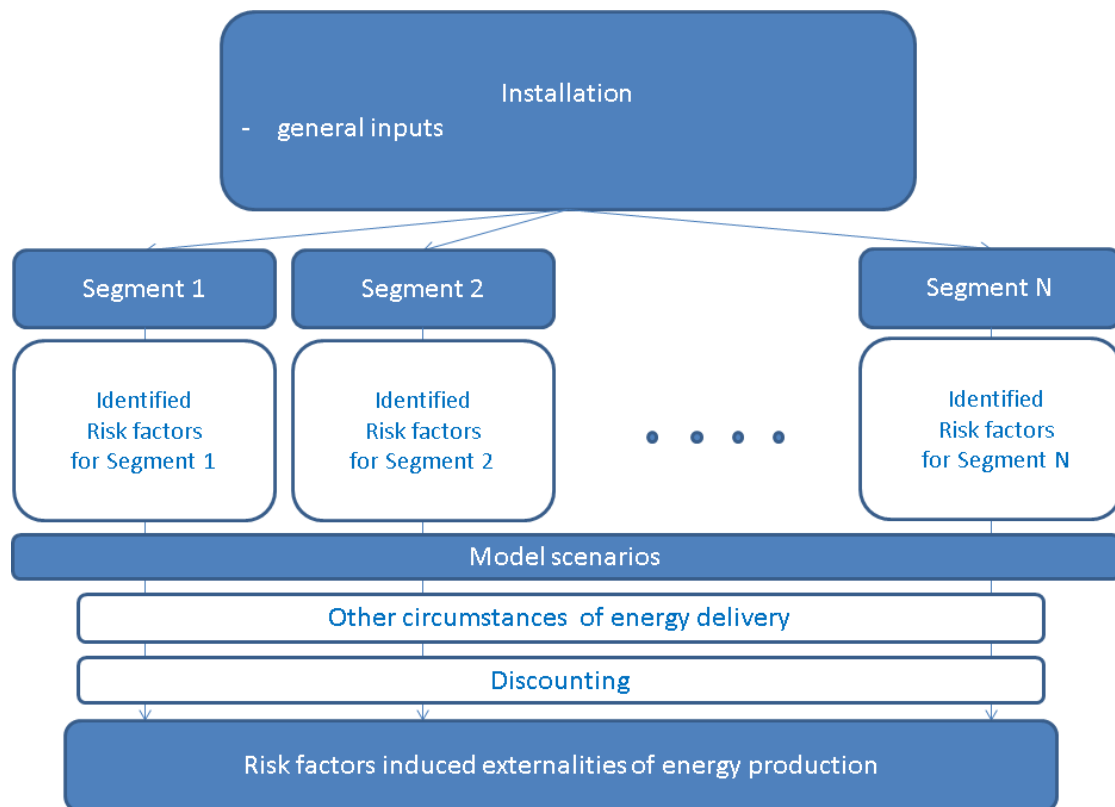 Installation
- general inputs
Segment 1
Segment 2
Segment N
Identified
Risk factors
for Segment 1
Identified
Risk factors
for Segment 2
Identified
Risk factors
for Segment N
Model scenarios
Other circumstances of energy delivery
Discounting
Risk factors induced externalities of energy production